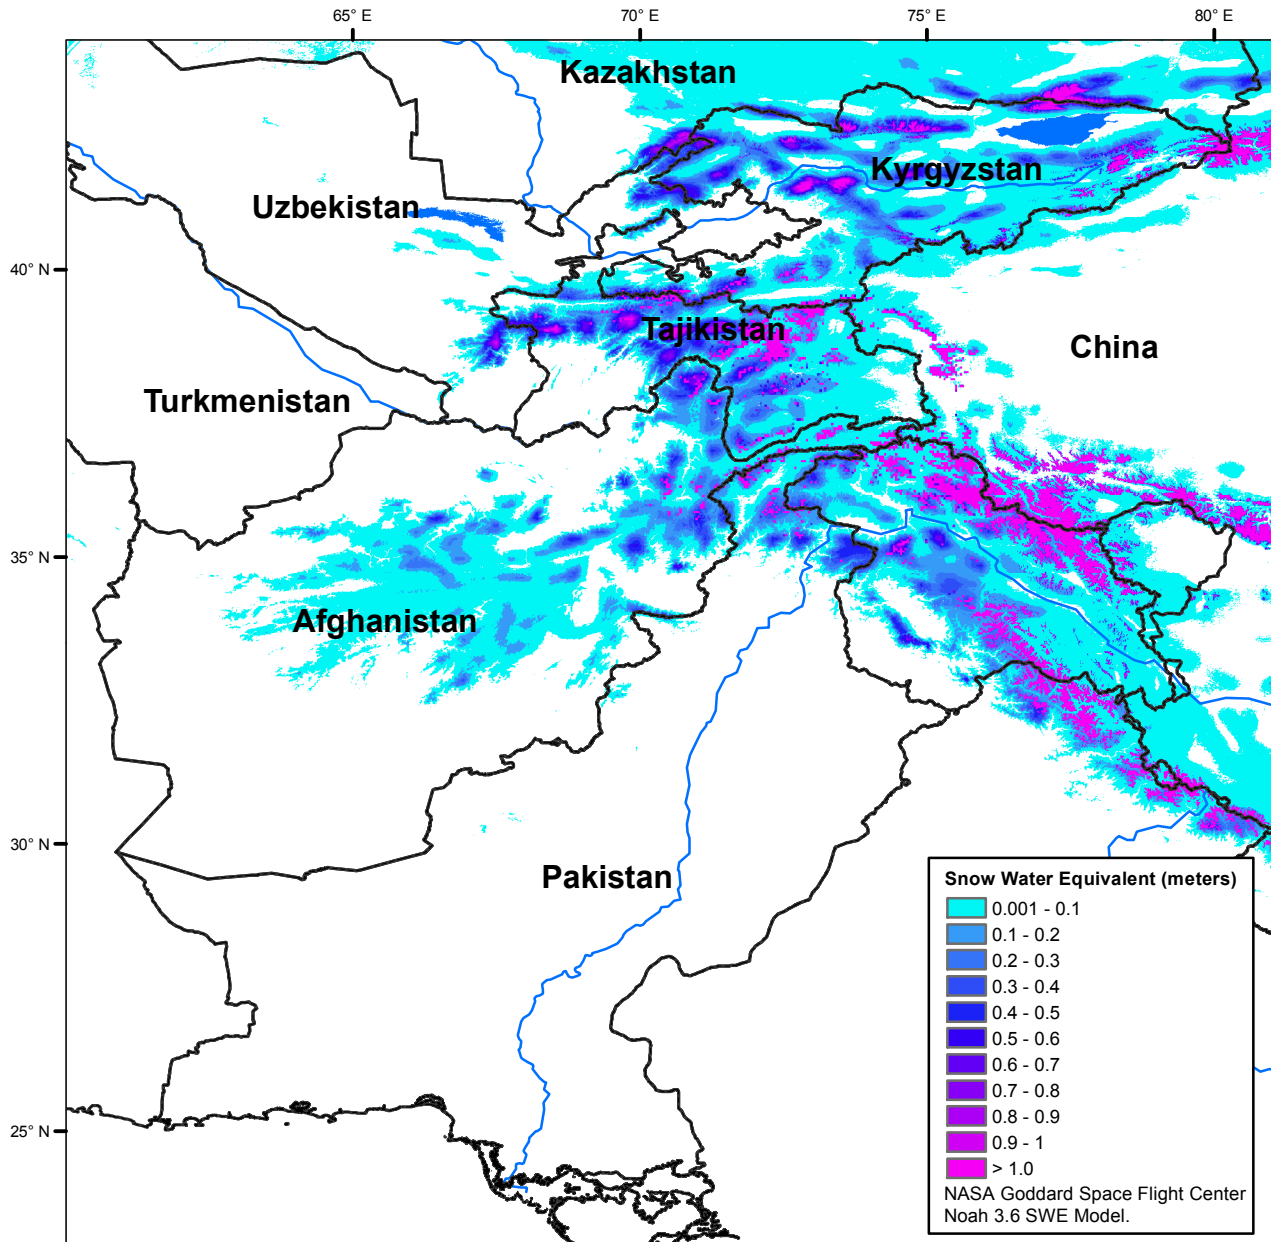 65° E
70° E
75° E
80° E
Kazakhstan
Kyrgyzstan
Uzbekistan
40° N
Tajikistan
China
Turkmenistan
35° N
Afghanistan
30° N
Pakistan
25° N
Snow Water Equivalent (meters)
0.001 - 0.1
0.1 - 0.2
0.2 - 0.3
0.3 - 0.4
0.4 - 0.5
0.5 - 0.6
0.6 - 0.7
0.7 - 0.8
0.8 - 0.9
0.9 - 1
> 1.0
NASA Goddard Space Flight Center
Noah 3.6 SWE Model.